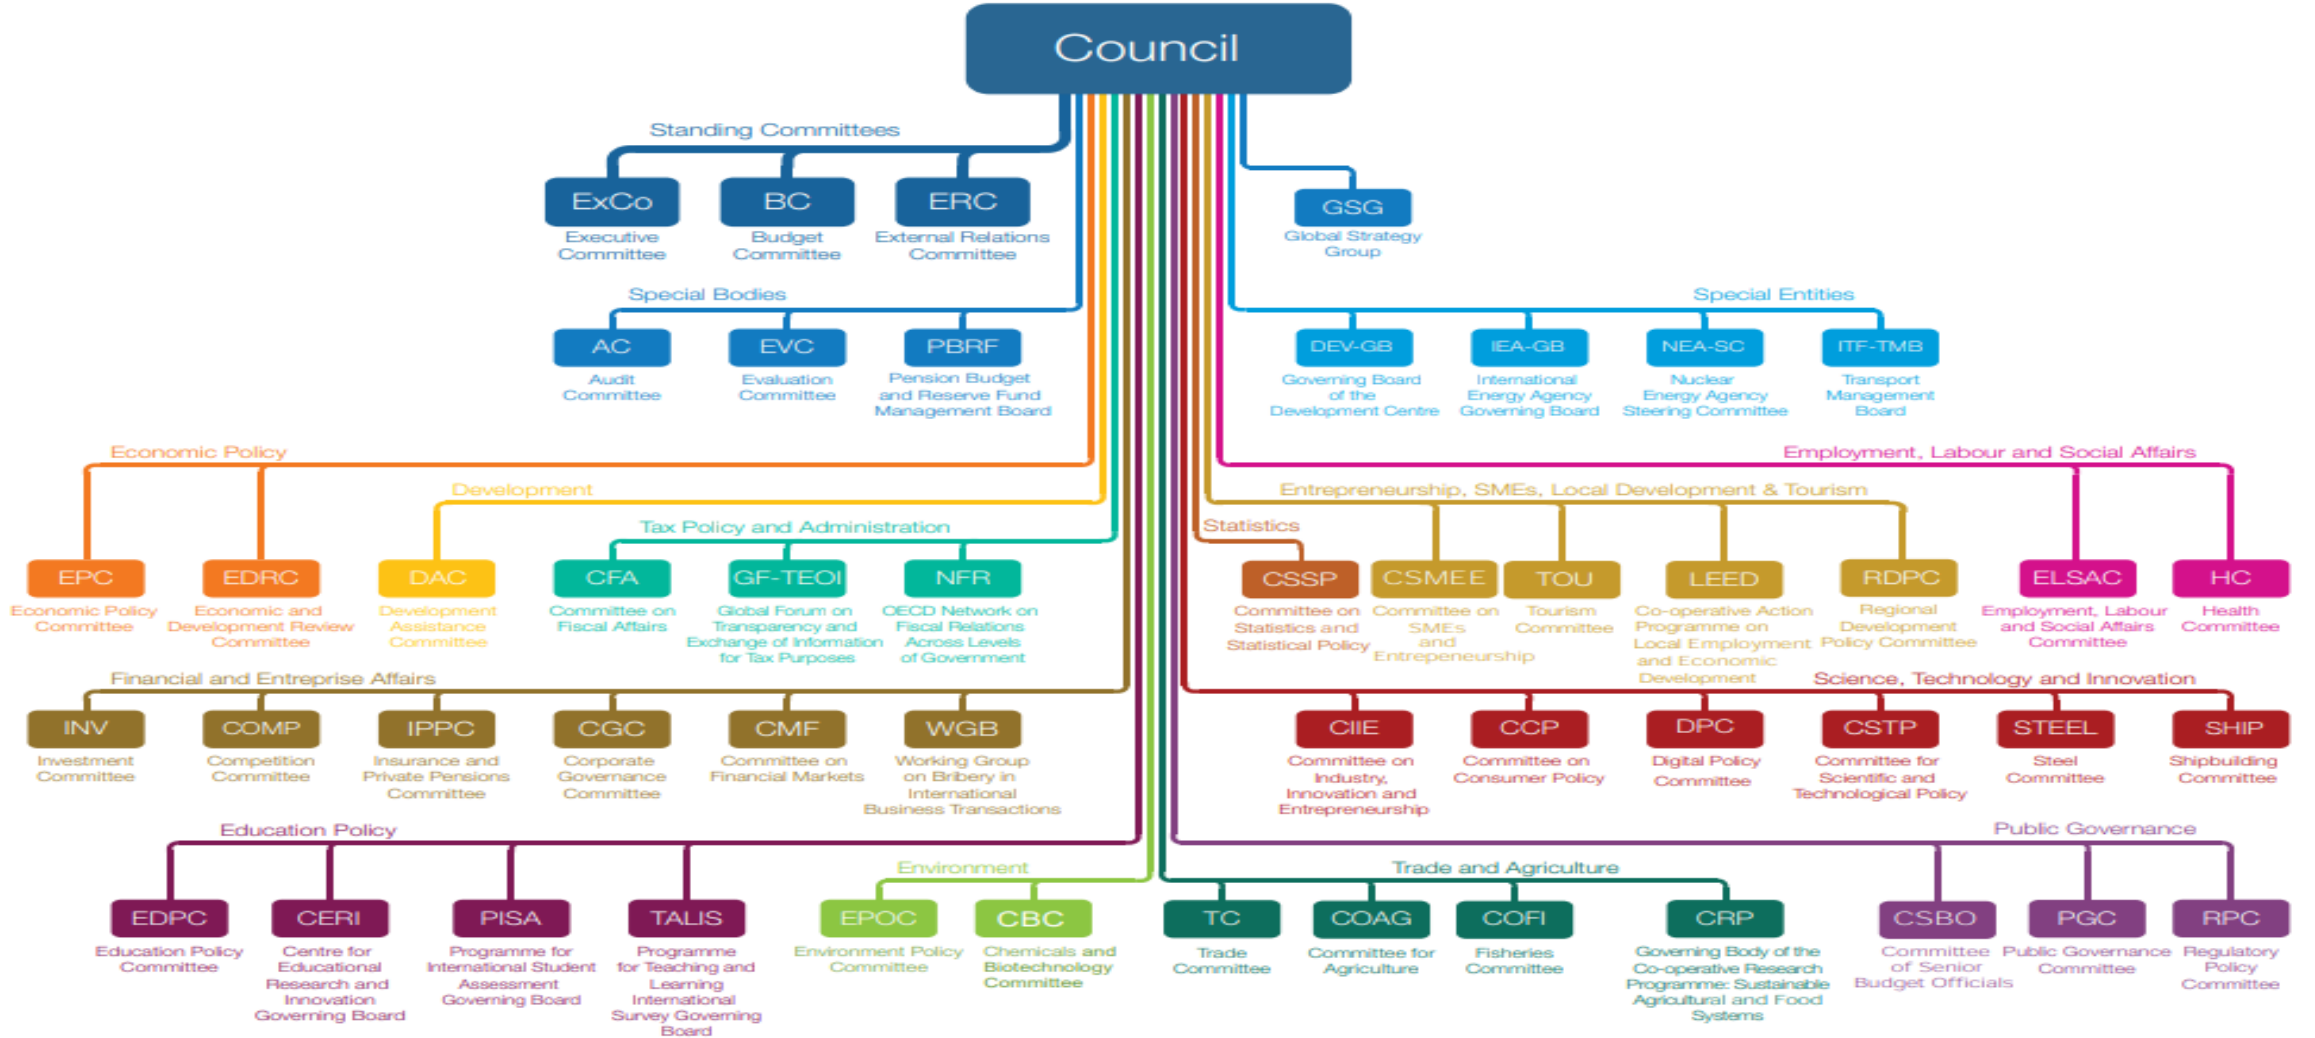 Council
Standing Committees
ExCo
Executive
Committee
BC
Budget
Committee
ERC
External Relations
Committee
GSG
Global Strategy
Group
Special Bodies
AC
Audit
Committee
EVC
Evaluation
Committee
PBRF
Pension Budget
and Reserve Fund
Management Board
Special Entities
DEV-GB
Governing Board
of the
Development Centre
IEA-GB
International
Energy Agency
Governing Board
NEA-SC
Nuclear
Energy Agency
Steering Committee
ITF-TMB
Transport
Management
Board
Economic Policy
EPC
Economic Policy
Committee
EDRC
Economic and
Development Review
Committee
Development
DAC
Development
Assistance
Committee
Tax Policy and Administration
CFA
Committee on
Fiscal Affairs
GF-TEOI
Global Forum on
Transparency and
Exchange of Information
for Tax Purposes
NFR
OECD Network on
Fiscal Relations
Across Levels
of Government
Statistics
CSSP
Committee on
Statistics and
Statistical Policy
Entrepreneurship, SMEs, Local Development & Tourism
CSMEE
Committee on
SMEs
and
Entrepeneurship
TOU
Tourism
Committee
LEED
Co-operative Action
Programme on
Local Employment
and Economic
Development
RDPC
Regional
Development
Policy Committee
Employment, Labour and Social Affairs
ELSAC
Employment, Labour
and Social Affairs
Committee
HC
Health
Committee
Financial and Entreprise Affairs
INV
Investment
Committee
COMP
Competition
Committee
IPPC
Insurance and
Private Pensions
Committee
CGC
Corporate
Governance
Committee
CMF
Committee on
Financial Markets
WGB
Working Group
on Bribery in
International
Business Transactions
Science, Technology and Innovation
CIIE
Committee on
Industry,
Innovation and
Entrepreneurship
CCP
Committee on
Consumer Policy
DPC
Digital Policy
Committee
CSTP
Committee for
Scientific and
Technological Policy
STEEL
Steel
Committee
SHIP
Shipbuilding
Committee
Education Policy
EDPC
Education Policy
Committee
CERI
Centre for
Educational
Research and
Innovation
Governing Board
PISA
Programme for
International Student
Assessment
Governing Board
TALIS
Programme
for Teaching and
Learning
International
Survey Governing
Board
Environment
EPOC
Environment Policy
Committee
CBC
Chemicals and
Biotechnology
Committee
Trade and Agriculture
TC
Trade
Committee
COAG
Committee for
Agriculture
COFI
Fisheries
Committee
CRP
Governing Body of the
Co-operative Research
Programme: Sustainable
Agricultural and Food
Systems
Public Governance
CSBO
Committee
of Senior
Budget Officials
PGC
Public Governance
Committee
RPC
Regulatory
Policy
Committee